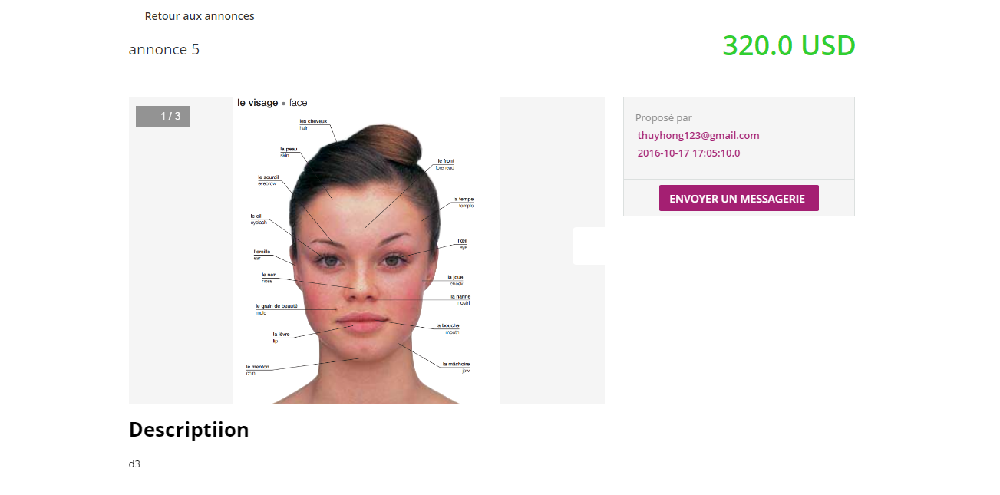 Retour aux annonces
annonce 5
320.0 USD
1 / 3
le visage • face
les cheveux
hair
la peau
skin
le sourcil
eyebrow
le cil
eyelash
l'oreille
ear
le nez
nose
le grain de beauté
mole
la lèvre
lip
le menton
chin
le front
forehead
la tempe
temple
l'œil
eye
la joue
cheek
la narine
nostril
la bouche
mouth
la mâchoire
jaw
Proposé par
thuyhong123@gmail.com
2016-10-17 17:05:10.0
ENVOYER UN MESSAGERIE
Descriptiion
d3